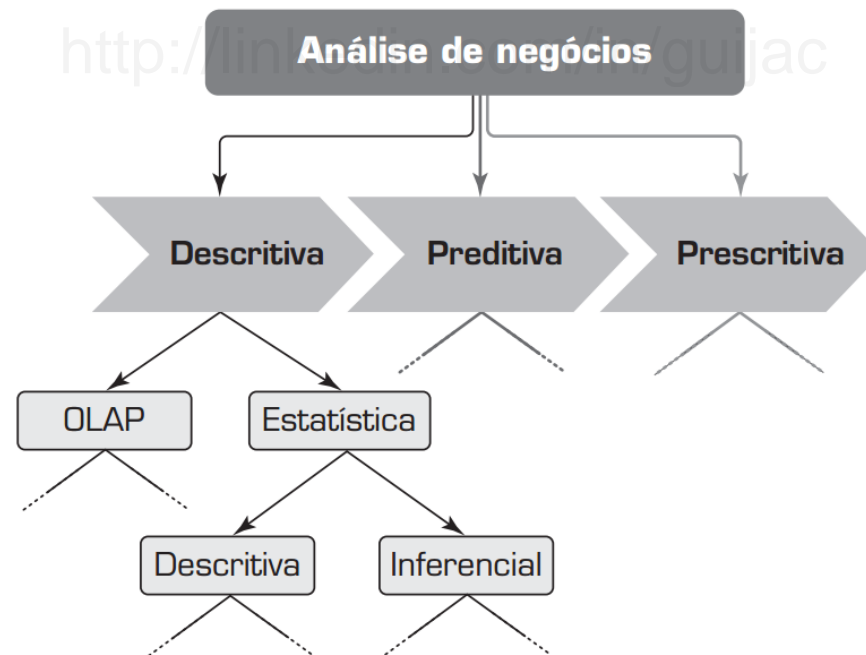 http://linkedin.com/in/guijac
Análise de negócios
Descritiva
Preditiva
Prescritiva
OLAP
Estatística
Descritiva
Inferencial